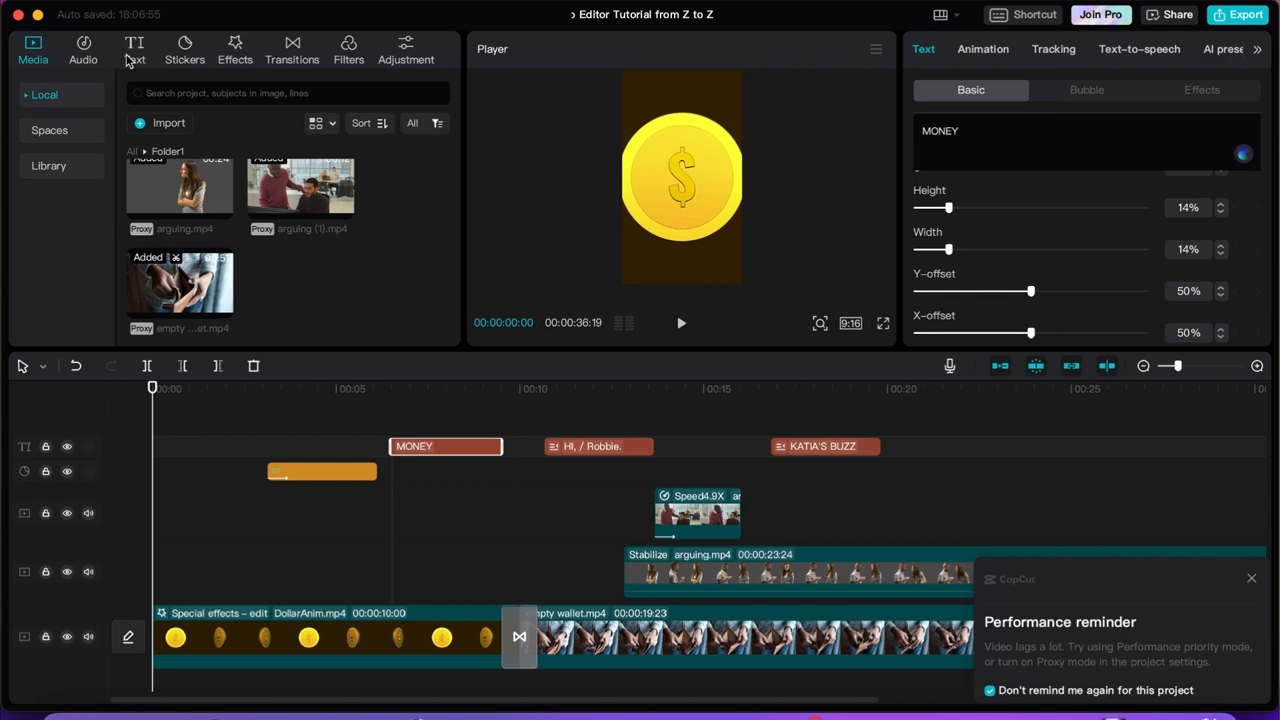 Auto saved: 18:06:55
Editor Tutorial from Z to Z
Shortcut
Join Pro
Share
Export
Media
Audio
Text
Stickers
Effects
Transitions
Filters
Adjustment
Local
Spaces
Library
Search project, subjects in image, lines
Import
Sort
All
All Folder1
Added
Added
Proxy arguing.mp4
Proxy arguing (1).mp4
Added
Proxy empty ...et.mp4
Player
00:00:00:00 00:00:36:19
9:16
Text
Animation
Tracking
Text-to-speech
AI prese
Basic
Bubble
Effects
MONEY
Height
14%
Width
14%
Y-offset
50%
X-offset
50%
00:00
00:05
00:10
00:15
00:20
00:25
MONEY
HI, / Robbie.
KATIA'S BUZZ
Speed4.9X ar
Stabilize arguing.mp4 00:00:23:24
Special effects – edit DollarAnim.mp4 00:00:10:00
mpty wallet.mp4 00:00:19:23
CapCut
Performance reminder
Video lags a lot. Try using Performance priority mode,
or turn on Proxy mode in the project settings.
Don't remind me again for this project